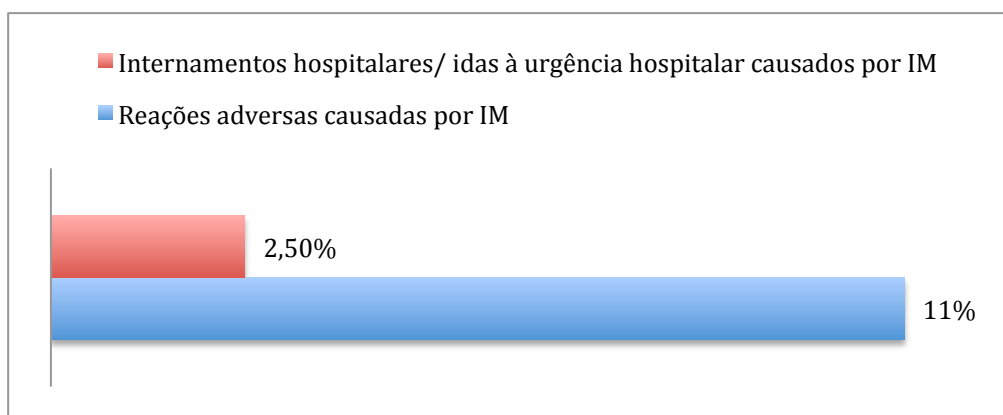 Internamentos hospitalares/ idas à urgência hospitalar causados por IM
Reações adversas causadas por IM
2,50%
11%